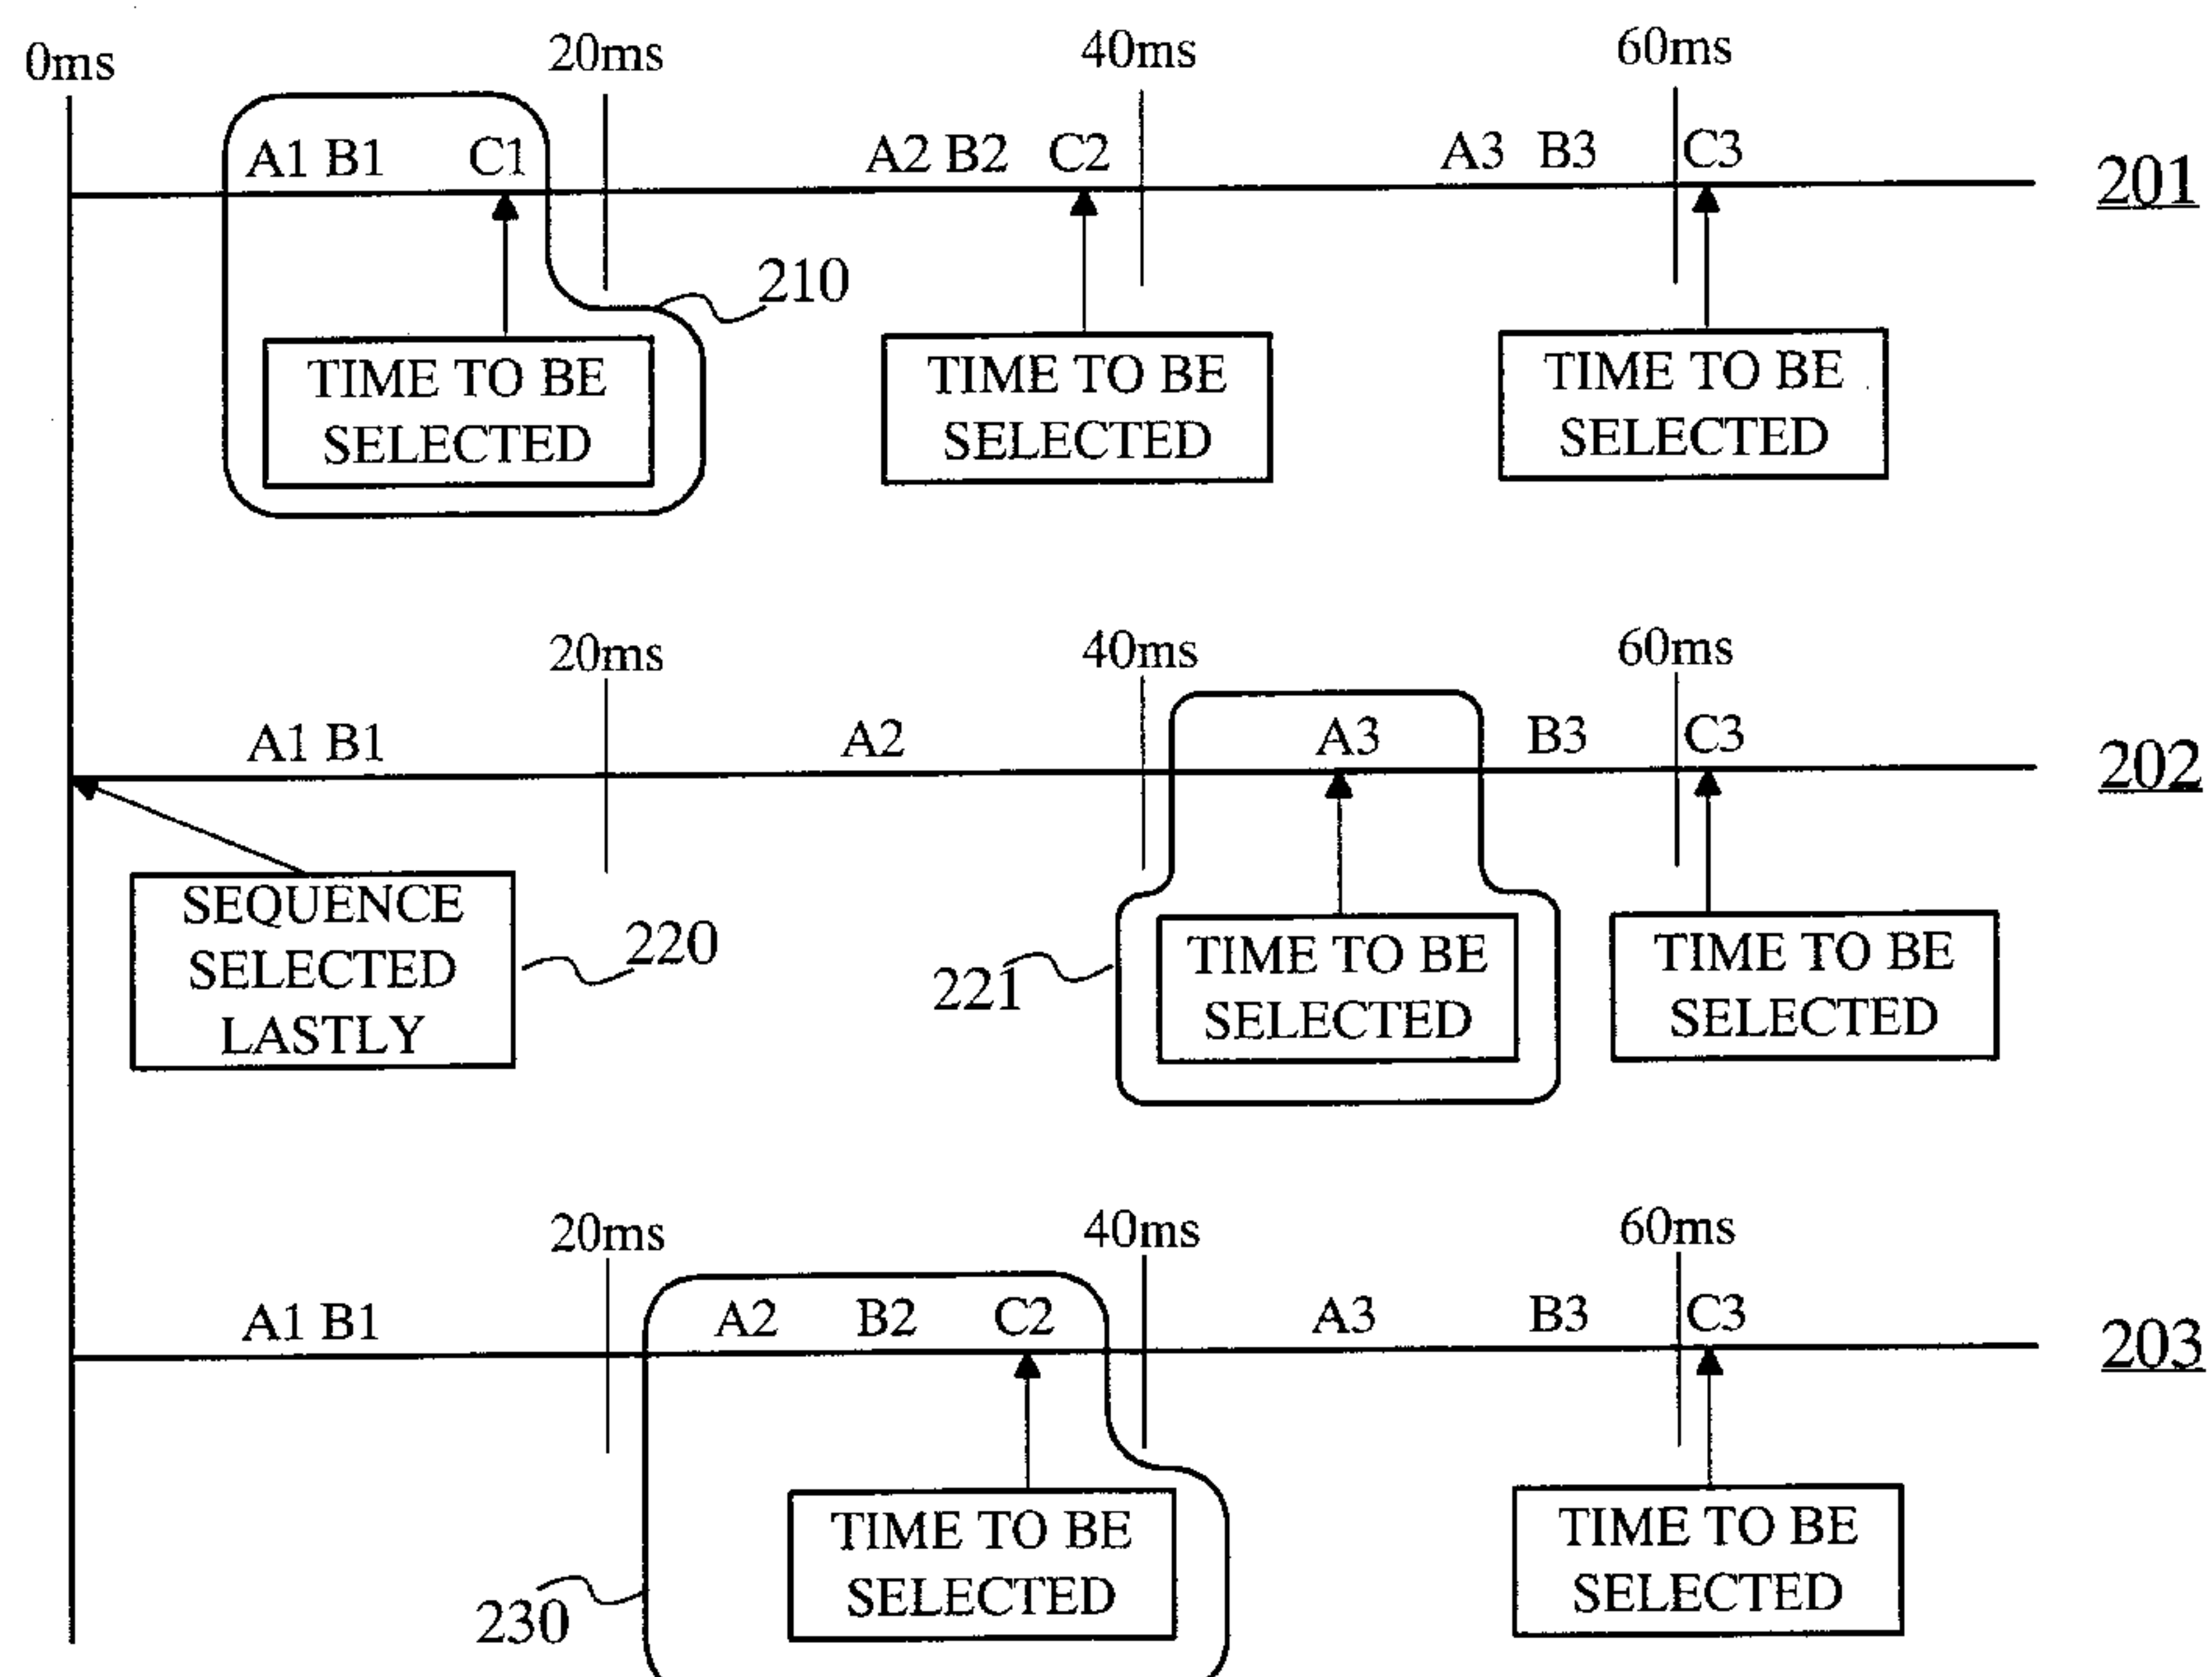 0ms 20ms 40ms 60ms
A1 B1 C1 A2 B2 C2 A3 B3 C3
201
210
TIME TO BE
SELECTED
TIME TO BE
SELECTED
TIME TO BE
SELECTED
20ms 40ms 60ms
A1 B1 A2 A3 B3 C3
202
SEQUENCE
SELECTED
LASTLY
220
221
TIME TO BE
SELECTED
TIME TO BE
SELECTED
20ms 40ms 60ms
A1 B1 A2 B2 C2 A3 B3 C3
203
230
TIME TO BE
SELECTED
TIME TO BE
SELECTED